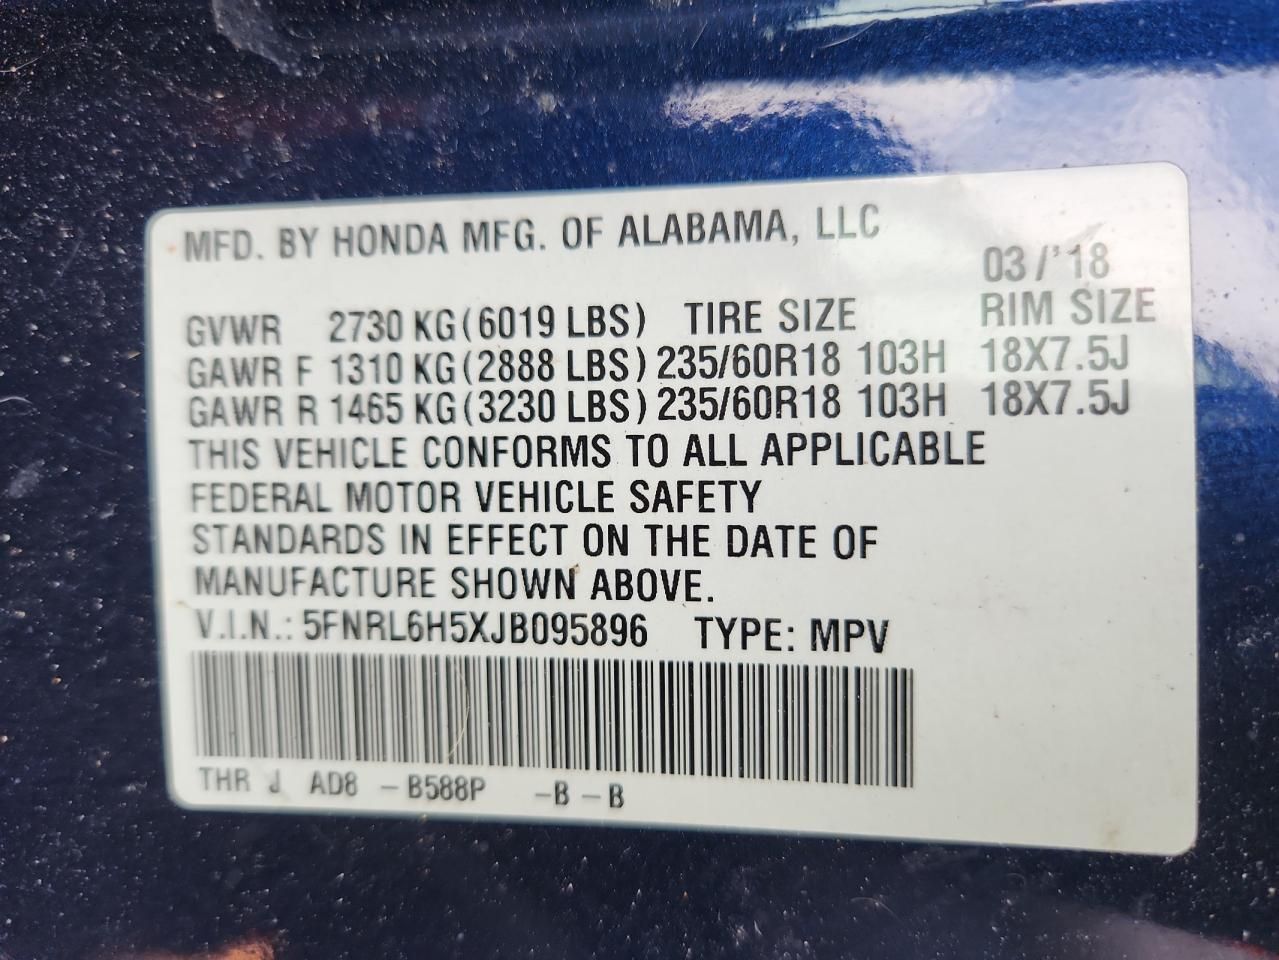 MFD. BY HONDA MFG. OF ALABAMA, LLC
03/'18
GVWR 2730 KG(6019 LBS) TIRE SIZE RIM SIZE
GAWR F 1310 KG(2888 LBS) 235/60R18 103H 18X7.5J
GAWR R 1465 KG(3230 LBS) 235/60R18 103H 18X7.5J
THIS VEHICLE CONFORMS TO ALL APPLICABLE
FEDERAL MOTOR VEHICLE SAFETY
STANDARDS IN EFFECT ON THE DATE OF
MANUFACTURE SHOWN ABOVE.
V.I.N.: 5FNRL6H5XJB095896 TYPE: MPV
THR J AD8 -B588P -B -B